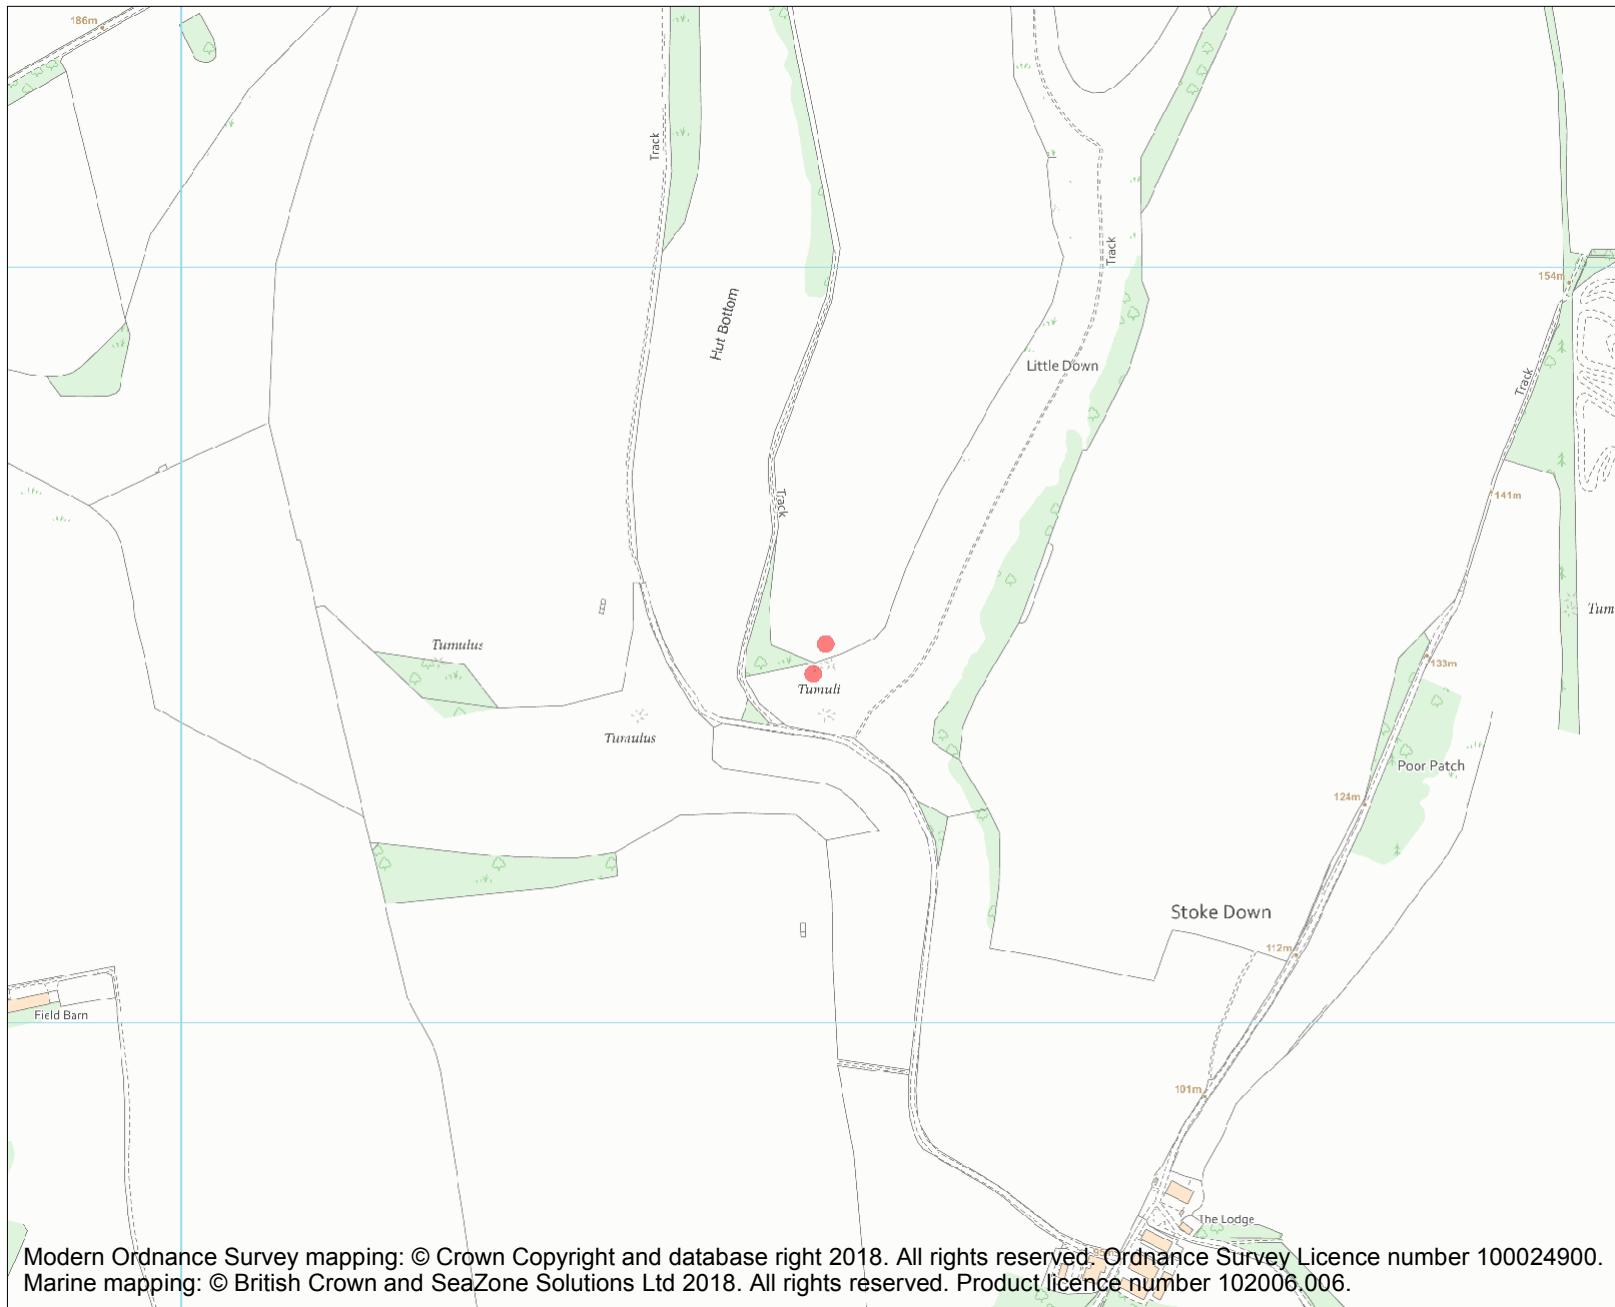 186m
Track
Hut Bottom
Track
154m
Little Down
Track
Track
141m
Tumulus
Tum
133m
Tumuli
Tumulus
Poor Patch
124m
Stoke Down
112m
Field Barn
101m
The Lodge
95m
Modern Ordnance Survey mapping: © Crown Copyright and database right 2018. All rights reserved. Ordnance Survey Licence number 100024900.
Marine mapping: © British Crown and SeaZone Solutions Ltd 2018. All rights reserved. Product licence number 102006.006.